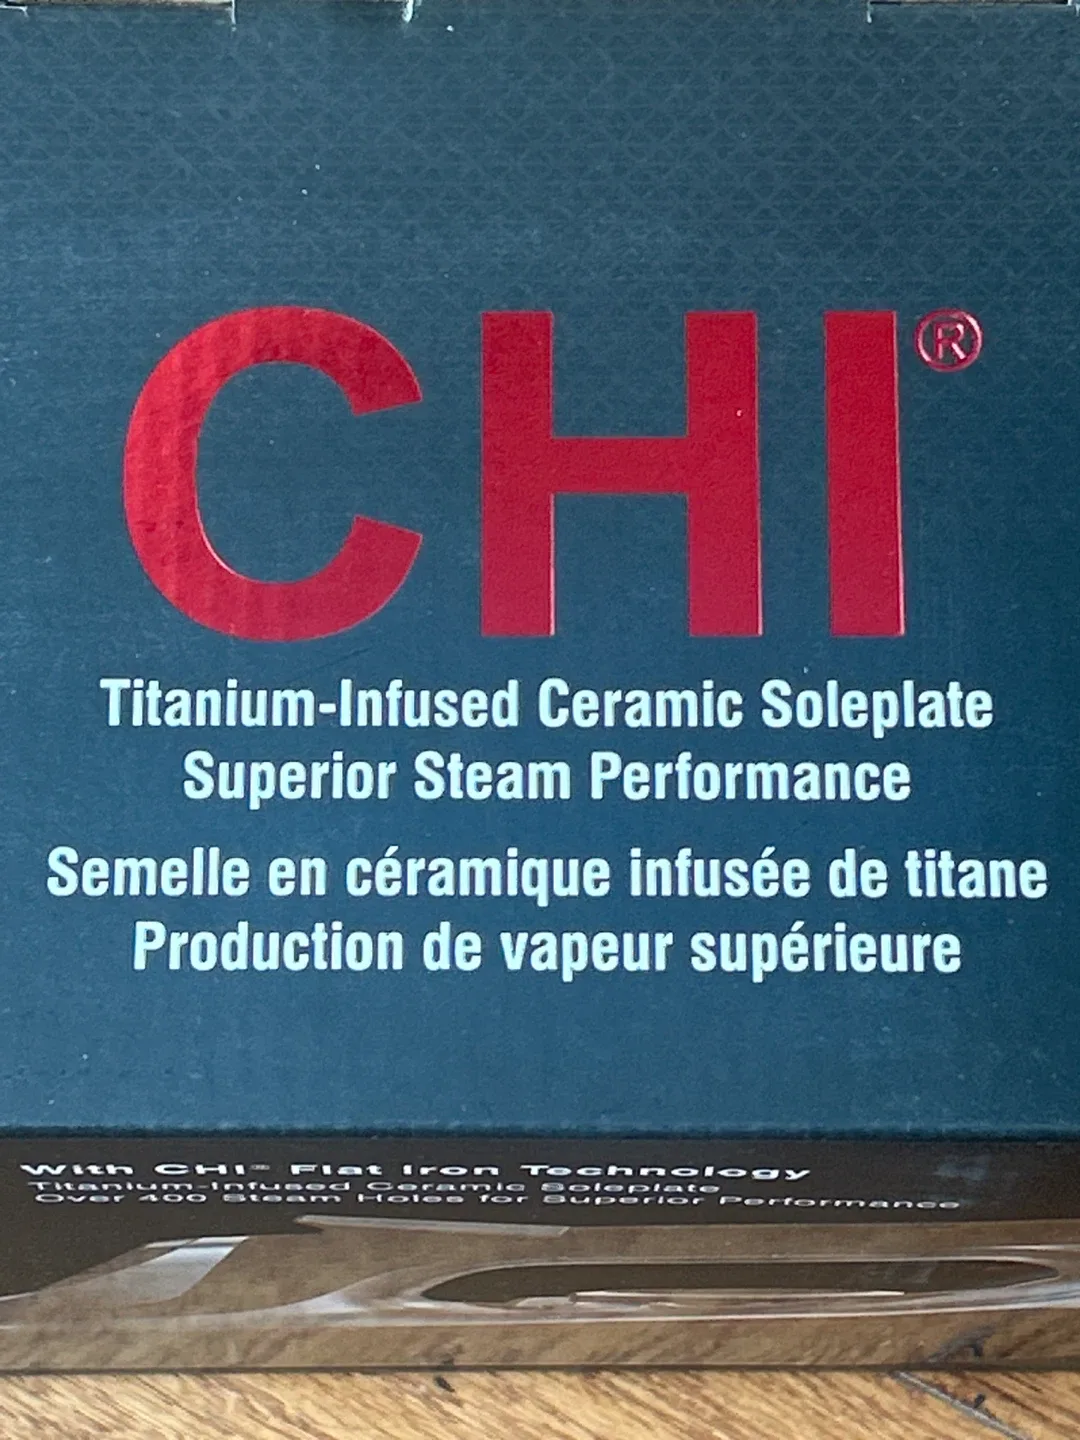 CHI®
Titanium-Infused Ceramic Soleplate
Superior Steam Performance
Semelle en céramique infusée de titane
Production de vapeur supérieure
With CHI® Flat Iron Technology
Titanium-Infused Ceramic Soleplate
Over 400 Steam Holes for Superior Performance